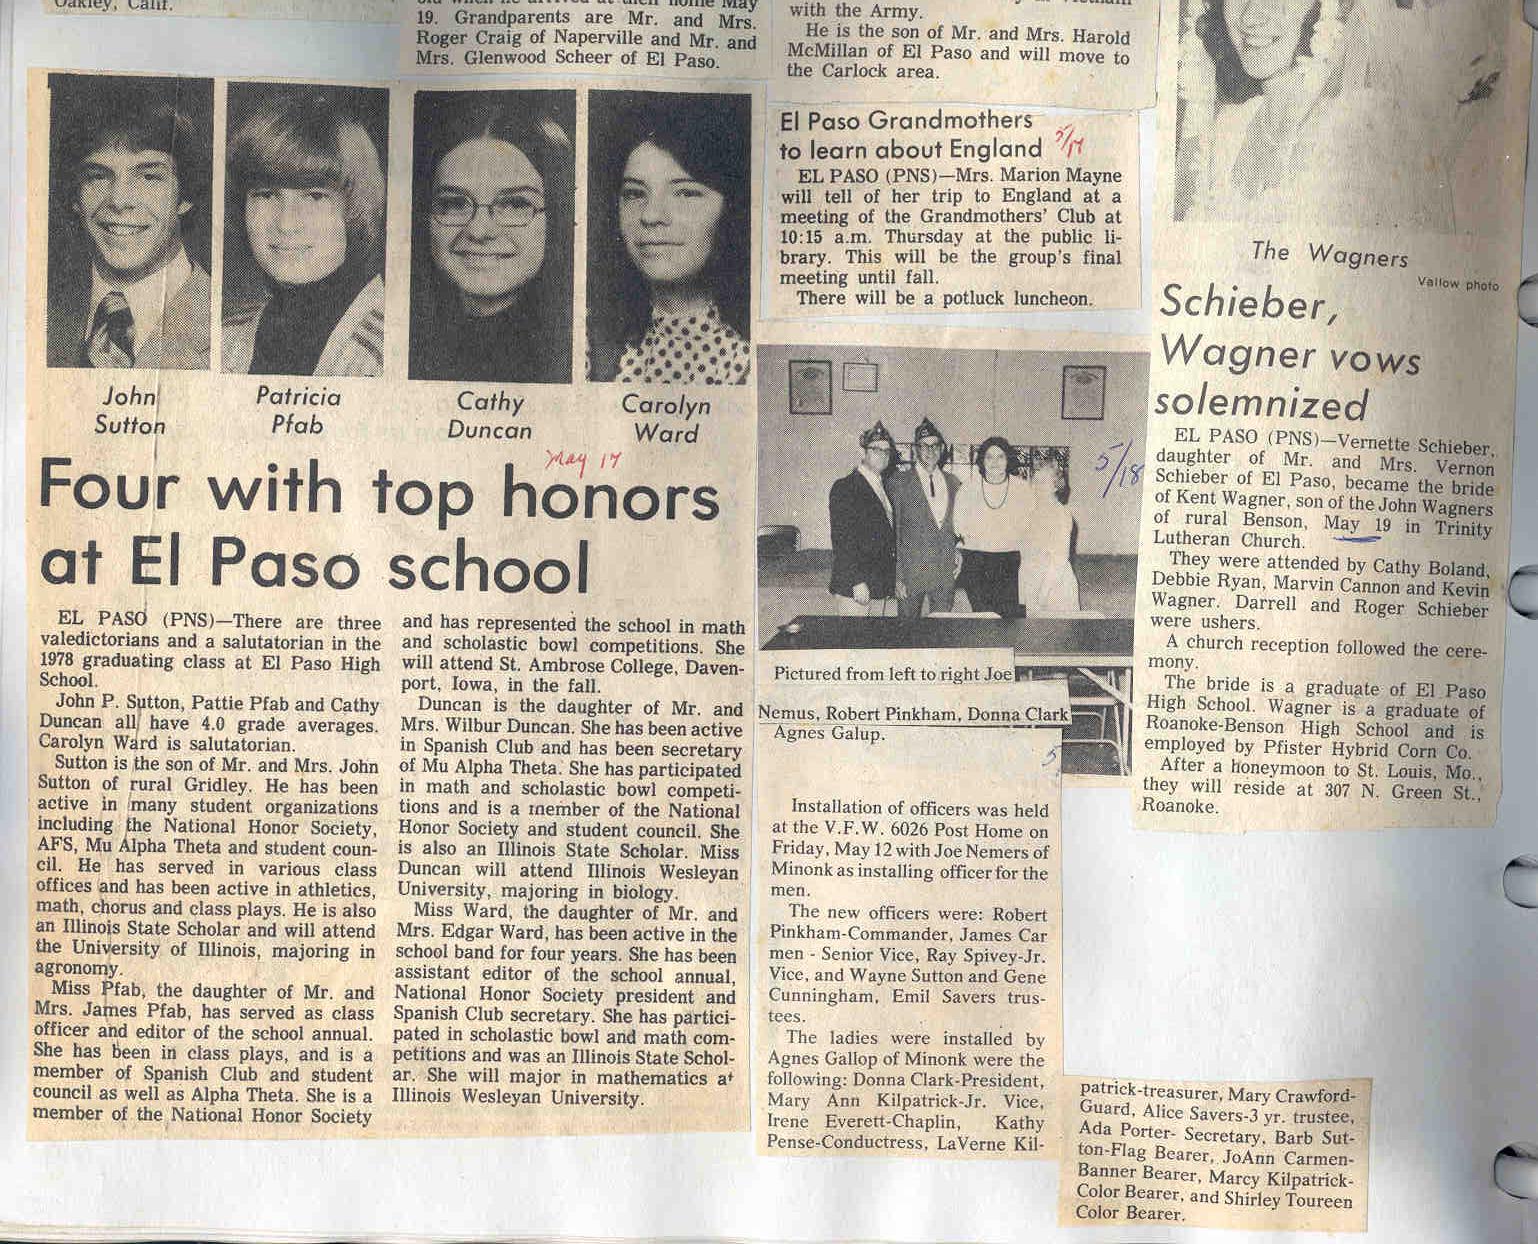 Oakley, Calif.
19. Grandparents are Mr. and Mrs.
Roger Craig of Naperville and Mr. and
Mrs. Glenwood Scheer of El Paso.
with the Army.
He is the son of Mr. and Mrs. Harold
McMillan of El Paso and will move to
the Carlock area.
John
Sutton
Patricia
Pfab
Cathy
Duncan
Carolyn
Ward
May 17
Four with top honors
at El Paso school
EL PASO (PNS)—There are three
valedictorians and a salutatorian in the
1978 graduating class at El Paso High
School.
John P. Sutton, Pattie Pfab and Cathy
Duncan all have 4.0 grade averages.
Carolyn Ward is salutatorian.
Sutton is the son of Mr. and Mrs. John
Sutton of rural Gridley. He has been
active in many student organizations
including the National Honor Society,
AFS, Mu Alpha Theta and student coun-
cil. He has served in various class
offices and has been active in athletics,
math, chorus and class plays. He is also
an Illinois State Scholar and will attend
the University of Illinois, majoring in
agronomy.
Miss Pfab, the daughter of Mr. and
Mrs. James Pfab, has served as class
officer and editor of the school annual.
She has been in class plays, and is a
member of Spanish Club and student
council as well as Alpha Theta. She is a
member of the National Honor Society
and has represented the school in math
and scholastic bowl competitions. She
will attend St. Ambrose College, Daven-
port, Iowa, in the fall.
Duncan is the daughter of Mr. and
Mrs. Wilbur Duncan. She has been active
in Spanish Club and has been secretary
of Mu Alpha Theta. She has participated
in math and scholastic bowl competi-
tions and is a member of the National
Honor Society and student council. She
is also an Illinois State Scholar. Miss
Duncan will attend Illinois Wesleyan
University, majoring in biology.
Miss Ward, the daughter of Mr. and
Mrs. Edgar Ward, has been active in the
school band for four years. She has been
assistant editor of the school annual,
National Honor Society president and
Spanish Club secretary. She has partici-
pated in scholastic bowl and math com-
petitions and was an Illinois State Schol-
ar. She will major in mathematics at
Illinois Wesleyan University.
El Paso Grandmothers
to learn about England 5/17
EL PASO (PNS)—Mrs. Marion Mayne
will tell of her trip to England at a
meeting of the Grandmothers' Club at
10:15 a.m. Thursday at the public li-
brary. This will be the group's final
meeting until fall.
There will be a potluck luncheon.
5/18
Pictured from left to right Joe
Nemus, Robert Pinkham, Donna Clark
Agnes Galup.
5
Installation of officers was held
at the V.F.W. 6026 Post Home on
Friday, May 12 with Joe Nemers of
Minonk as installing officer for the
men.
The new officers were: Robert
Pinkham-Commander, James Car
men - Senior Vice, Ray Spivey-Jr.
Vice, and Wayne Sutton and Gene
Cunningham, Emil Savers trus-
tees.
The ladies were installed by
Agnes Gallop of Minonk were the
following: Donna Clark-President,
Mary Ann Kilpatrick-Jr. Vice,
Irene Everett-Chaplin, Kathy
Pense-Conductress, LaVerne Kil-
patrick-treasurer, Mary Crawford-
Guard, Alice Savers-3 yr. trustee,
Ada Porter- Secretary, Barb Sut-
ton-Flag Bearer, JoAnn Carmen-
Banner Bearer, Marcy Kilpatrick-
Color Bearer, and Shirley Toureen
Color Bearer.
The Wagners
Vallow photo
Schieber,
Wagner vows
solemnized
EL PASO (PNS)—Vernette Schieber,
daughter of Mr. and Mrs. Vernon
Schieber of El Paso, became the bride
of Kent Wagner, son of the John Wagners
of rural Benson, May 19 in Trinity
Lutheran Church.
They were attended by Cathy Boland,
Debbie Ryan, Marvin Cannon and Kevin
Wagner. Darrell and Roger Schieber
were ushers.
A church reception followed the cere-
mony.
The bride is a graduate of El Paso
High School. Wagner is a graduate of
Roanoke-Benson High School and is
employed by Pfister Hybrid Corn Co.
After a honeymoon to St. Louis, Mo.,
they will reside at 307 N. Green St.,
Roanoke.